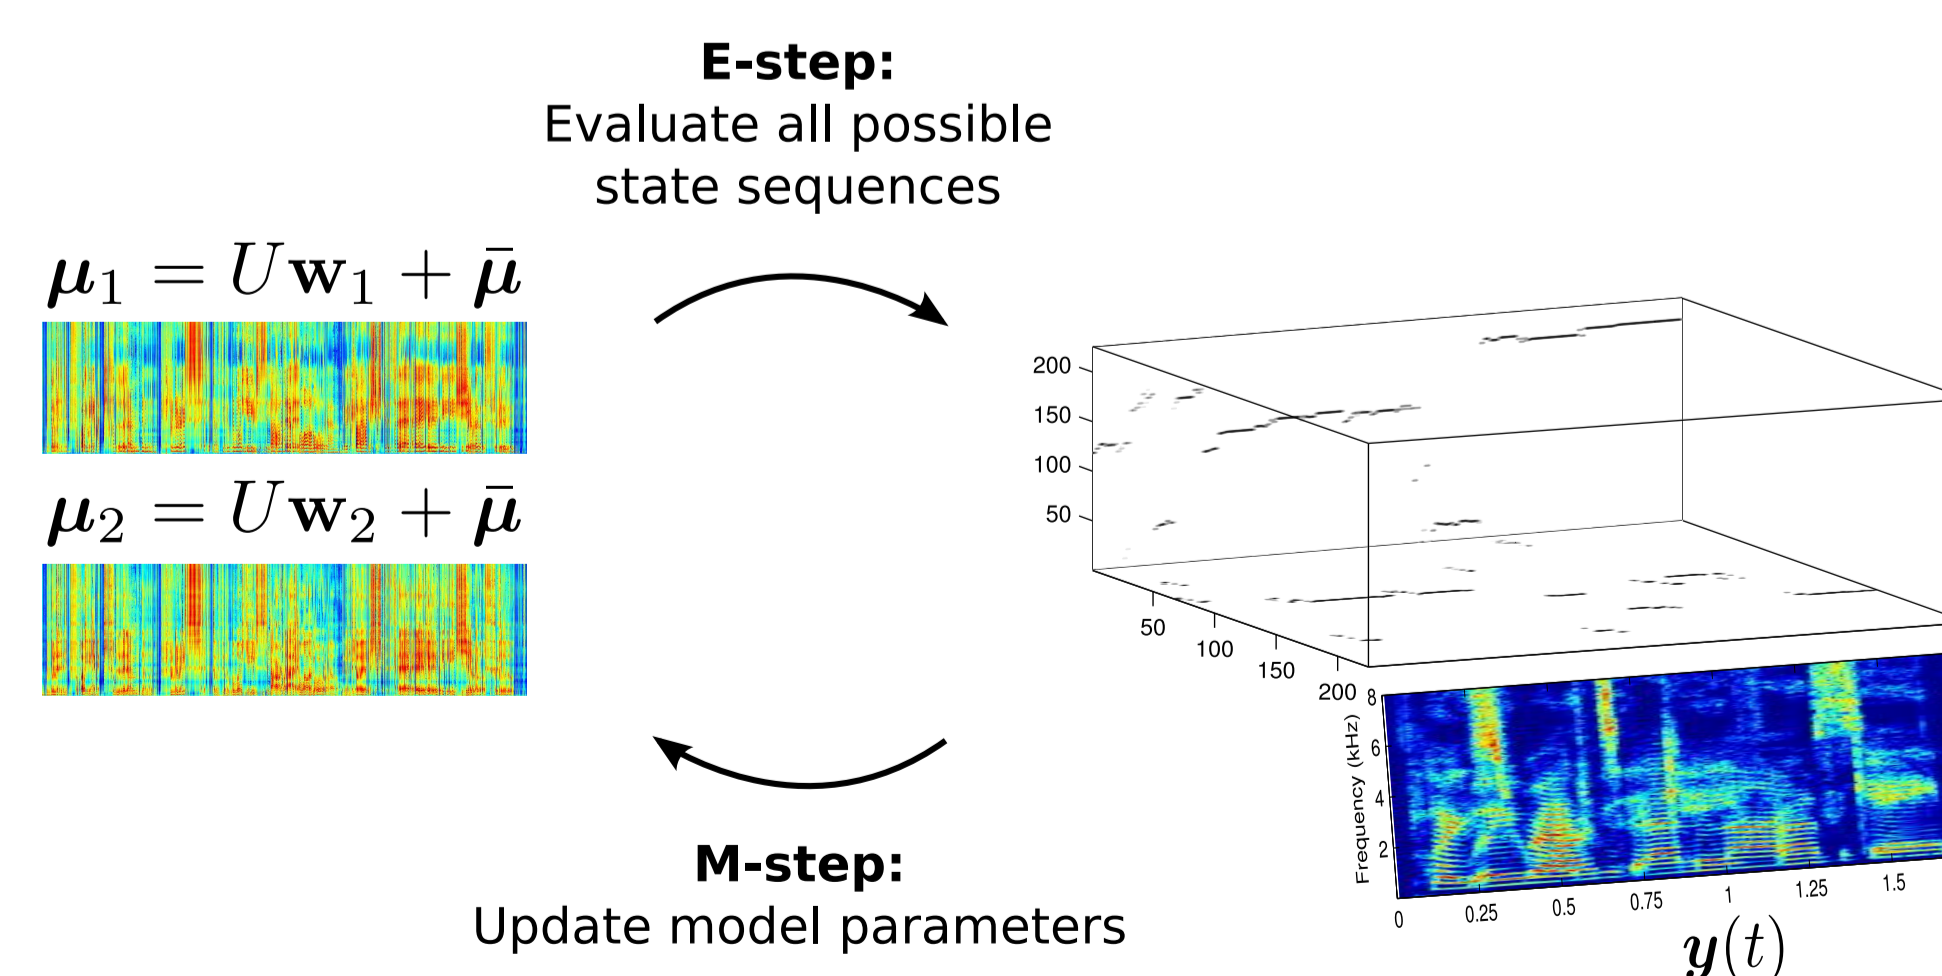 E-step:
Evaluate all possible
state sequences
μ₁ = Uw₁ + μ̄
μ₂ = Uw₂ + μ̄
200
150
100
50
50
100
150
200
8
6
4
2
Frequency (kHz)
0
0.25
0.5
0.75
1
1.25
1.5
y(t)
M-step:
Update model parameters